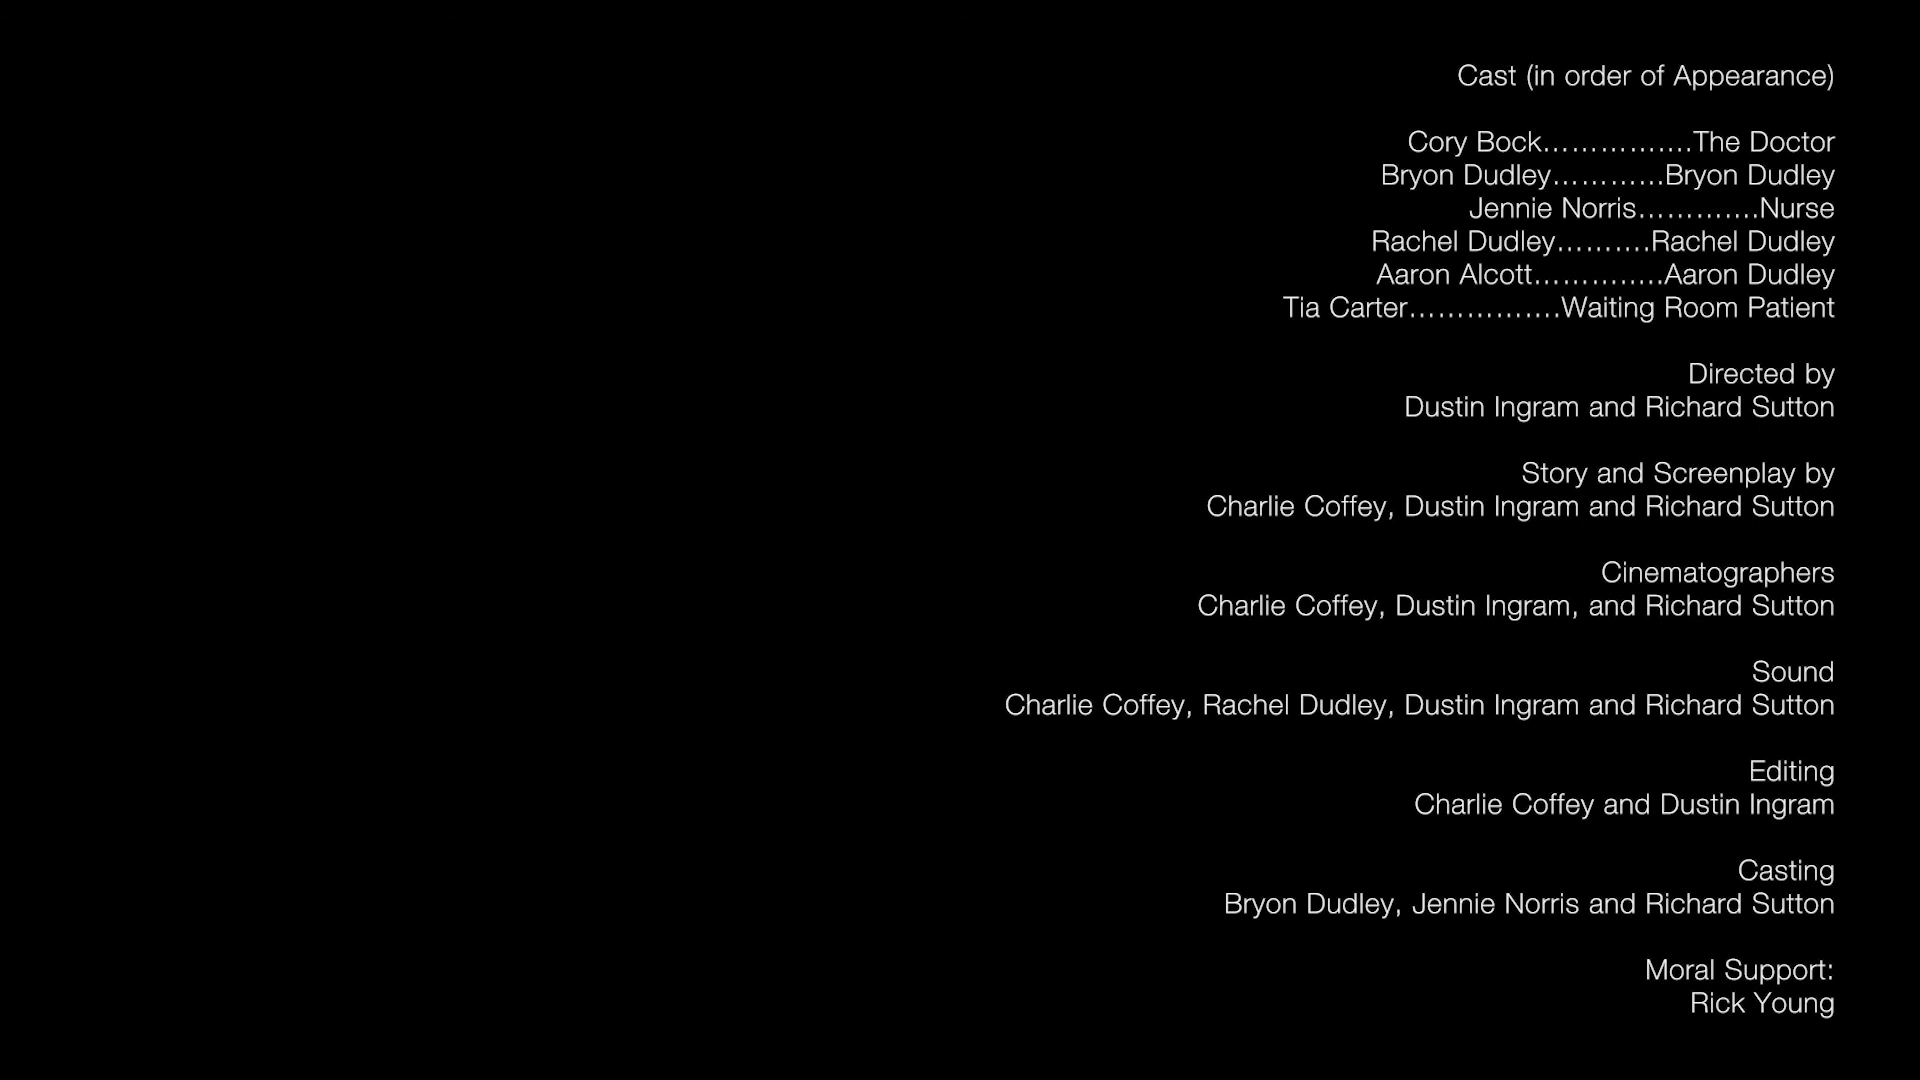 Cast (in order of Appearance)
Cory Bock…………….The Doctor
Bryon Dudley…………Bryon Dudley
Jennie Norris………….Nurse
Rachel Dudley……….Rachel Dudley
Aaron Alcott…………..Aaron Dudley
Tia Carter…………….Waiting Room Patient
Directed by
Dustin Ingram and Richard Sutton
Story and Screenplay by
Charlie Coffey, Dustin Ingram and Richard Sutton
Cinematographers
Charlie Coffey, Dustin Ingram, and Richard Sutton
Sound
Charlie Coffey, Rachel Dudley, Dustin Ingram and Richard Sutton
Editing
Charlie Coffey and Dustin Ingram
Casting
Bryon Dudley, Jennie Norris and Richard Sutton
Moral Support:
Rick Young